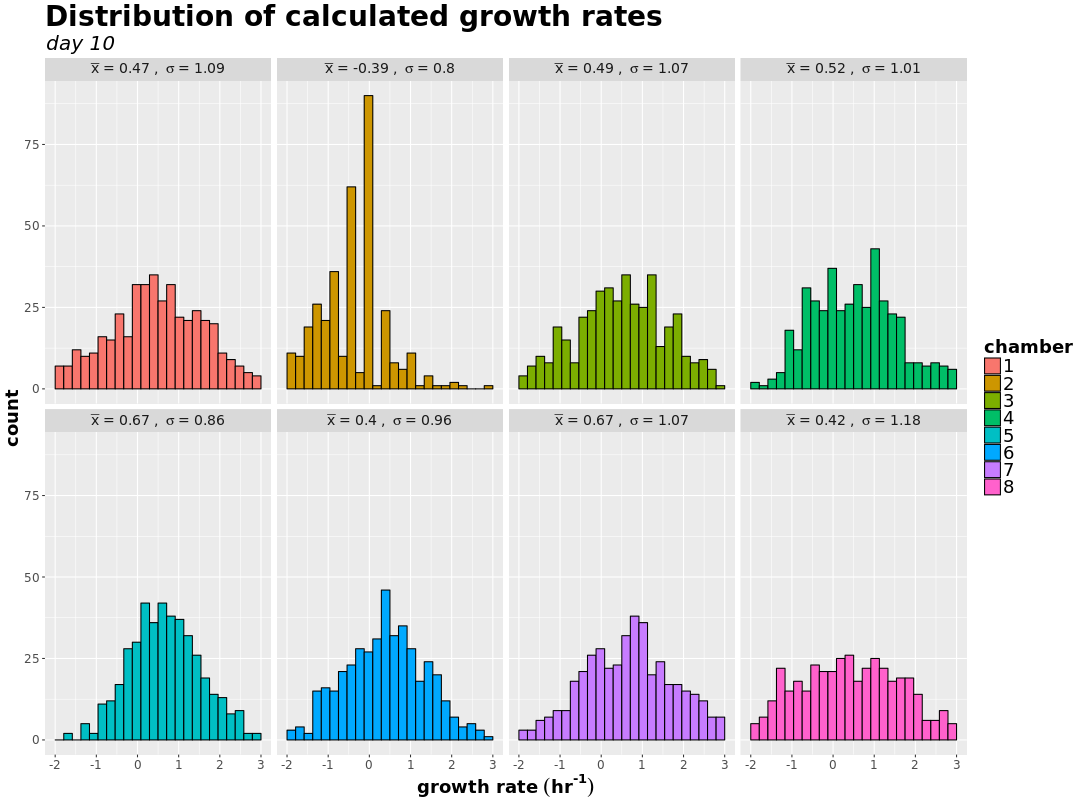 Distribution of calculated growth rates
day 10
x̅ = 0.47 , σ = 1.09
x̅ = -0.39 , σ = 0.8
x̅ = 0.49 , σ = 1.07
x̅ = 0.52 , σ = 1.01
75
50
25
0
x̅ = 0.67 , σ = 0.86
x̅ = 0.4 , σ = 0.96
x̅ = 0.67 , σ = 1.07
x̅ = 0.42 , σ = 1.18
75
50
25
0
-2 -1 0 1 2 3
-2 -1 0 1 2 3
-2 -1 0 1 2 3
-2 -1 0 1 2 3
count
growth rate (hr⁻¹)
chamber
1
2
3
4
5
6
7
8